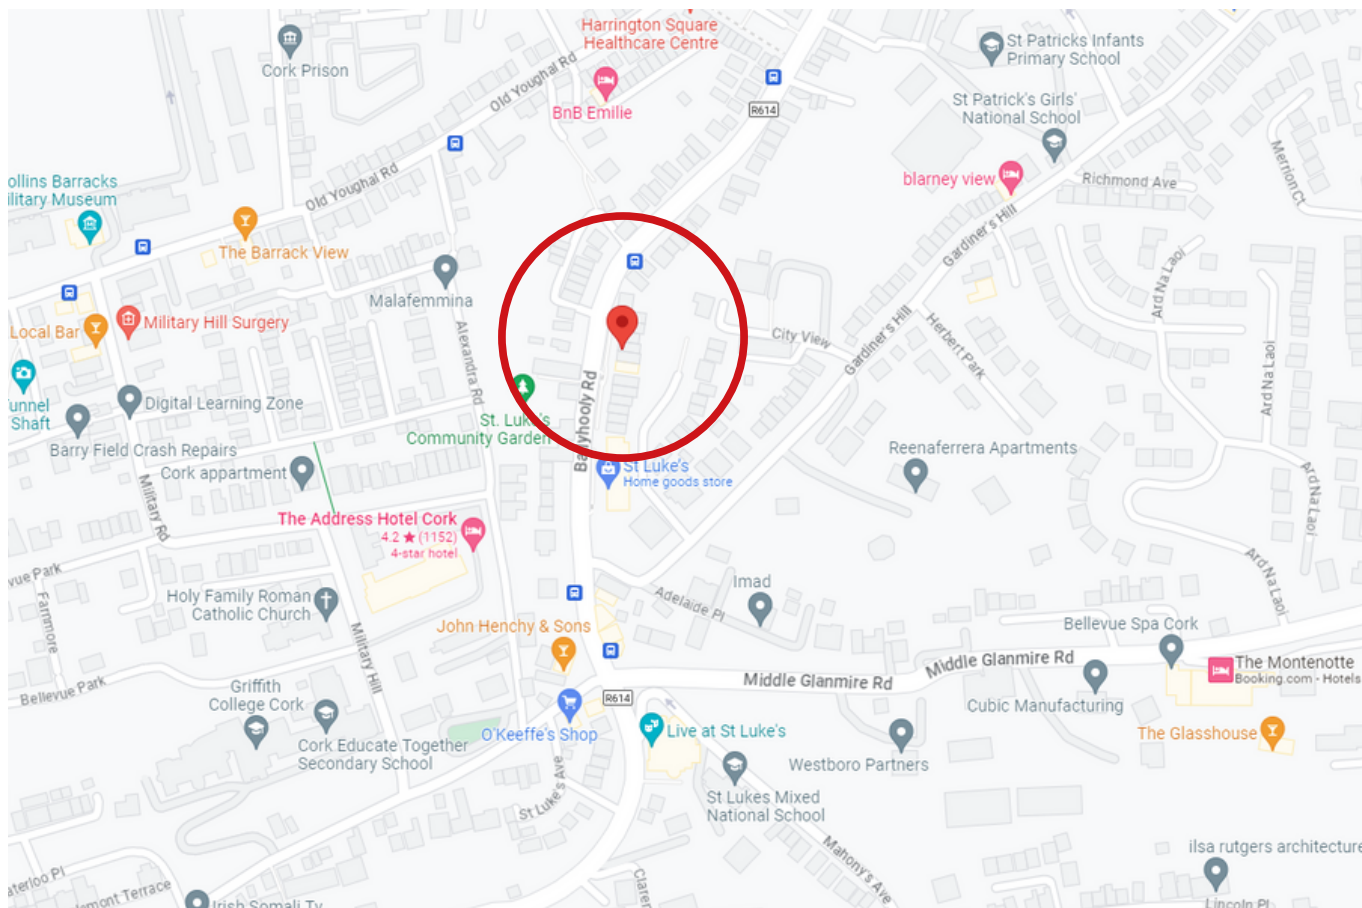 Harrington Square
Healthcare Centre
Cork Prison
St Patricks Infants
Primary School
Old Youghal Rd
BnB Emilie
R614
St Patrick's Girls'
National School
Merrion Ct
ollins Barracks
ilitary Museum
Old Youghal Rd
blarney view
Richmond Ave
The Barrack View
Gardiner's Hill
Ard Na Laoi
Malafemmina
Local Bar
Military Hill Surgery
Alexandra Rd
City View
Gardiner's Hill
Herbert Park
Ard Na Laoi
unnel
Shaft
Digital Learning Zone
Ballyhooly Rd
St. Luke's
Community Garden
Barry Field Crash Repairs
Cork appartment
St Luke's
Home goods store
Reenaferrera Apartments
Ard Na Laoi
Military Rd
The Address Hotel Cork
4.2 ★ (1152)
4-star hotel
vue Park
Farnmore
Holy Family Roman
Catholic Church
Adelaide Pl
Imad
Ard Na Laoi
John Henchy & Sons
Military Hill
Bellevue Spa Cork
Bellevue Park
Middle Glanmire Rd
Middle Glanmire Rd
The Montenotte
Booking.com - Hotels
Griffith
College Cork
R614
Cubic Manufacturing
Cork Educate Together
Secondary School
O'Keeffe's Shop
Live at St Luke's
The Glasshouse
Westboro Partners
St Luke's Ave
St Lukes Mixed
National School
Mahony's Ave
ilsa rutgers architecture
aterloo Pl
mont Terrace
Irish Somali Tv
Claren
Lincoln Pl